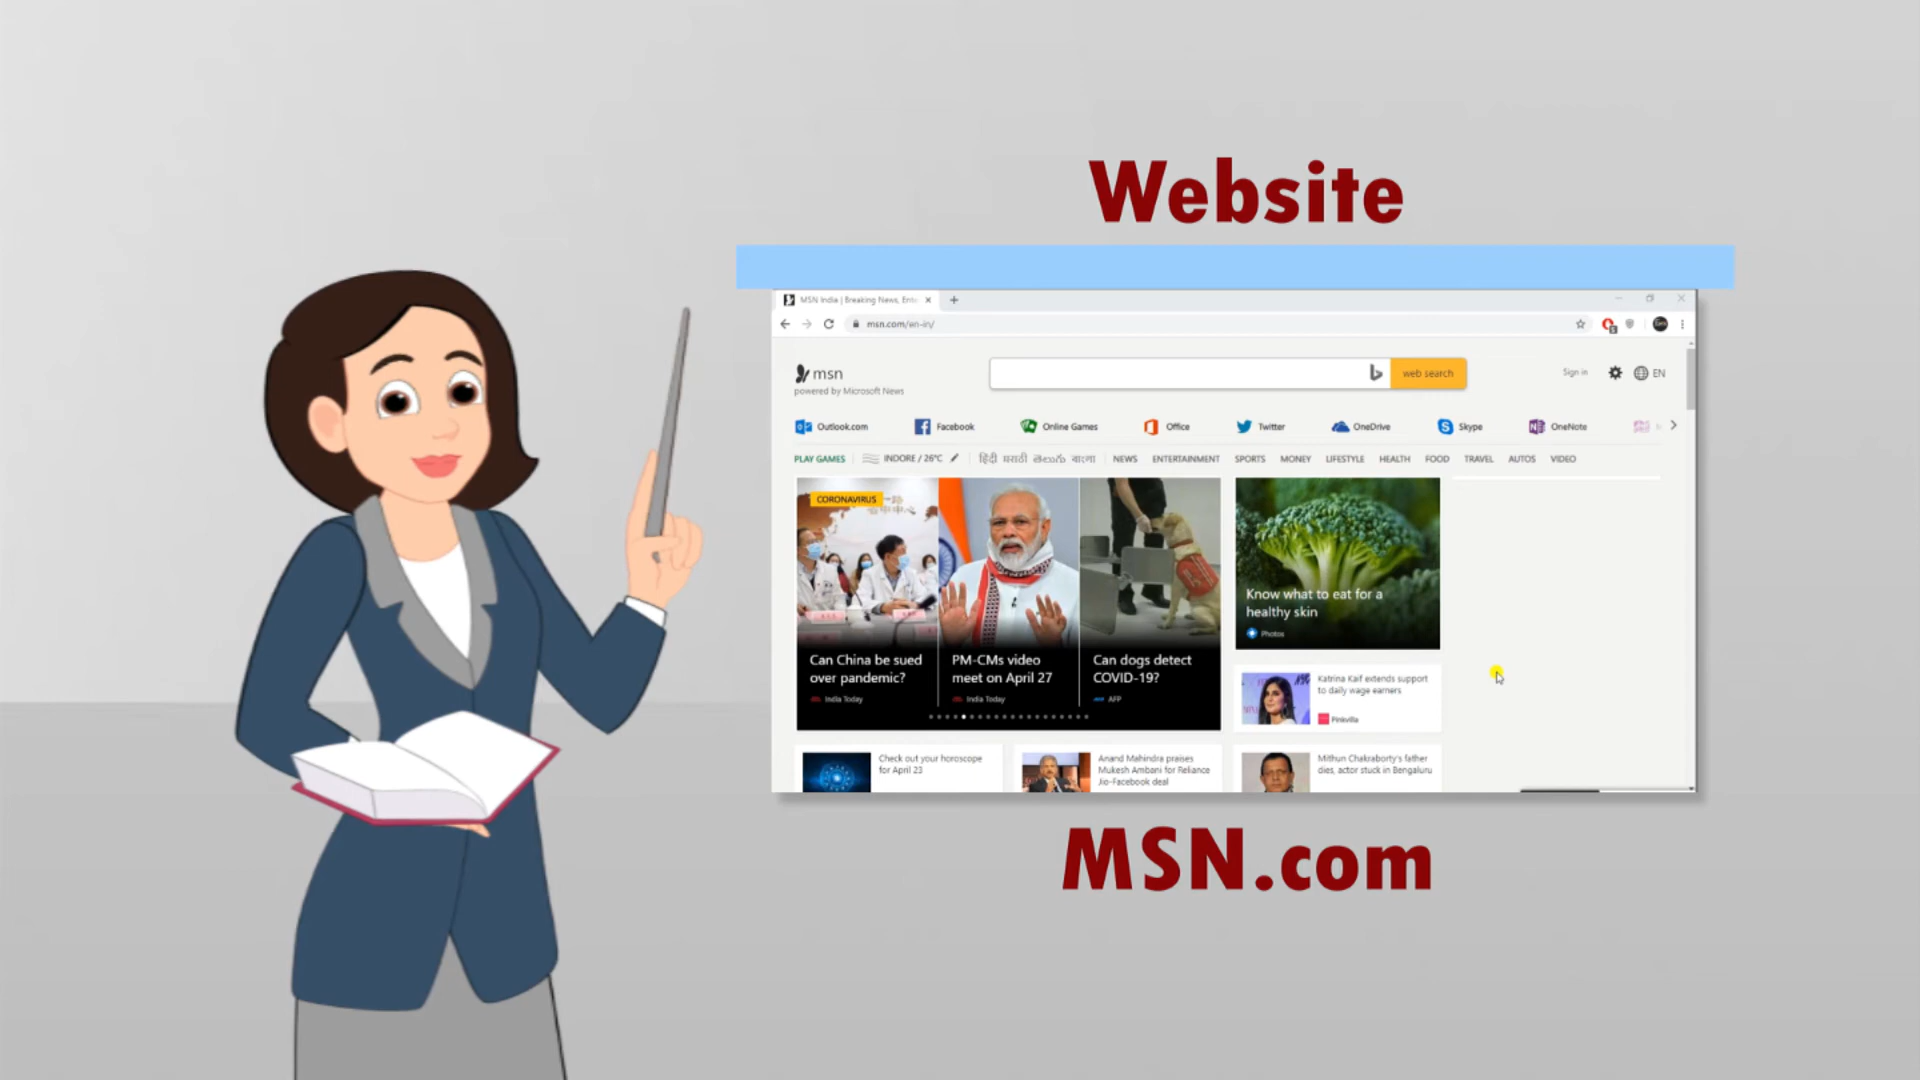 Website
MSN India | Breaking News, Ente
msn.com/en-in/
msn
powered by Microsoft News
web search
Sign in
EN
Outlook.com
Facebook
Online Games
Office
Twitter
OneDrive
Skype
OneNote
PLAY GAMES
INDORE / 26°C
हिंदी मराठी తెలుగు বাংলা
NEWS
ENTERTAINMENT
SPORTS
MONEY
LIFESTYLE
HEALTH
FOOD
TRAVEL
AUTOS
VIDEO
CORONAVIRUS
Can China be sued
over pandemic?
India Today
PM-CMs video
meet on April 27
India Today
Can dogs detect
COVID-19?
AFP
Know what to eat for a
healthy skin
Photos
Katrina Kaif extends support
to daily wage earners
Pinkvilla
Check out your horoscope
for April 23
Anand Mahindra praises
Mukesh Ambani for Reliance
Jio-Facebook deal
Mithun Chakraborty's father
dies, actor stuck in Bengaluru
MSN.com